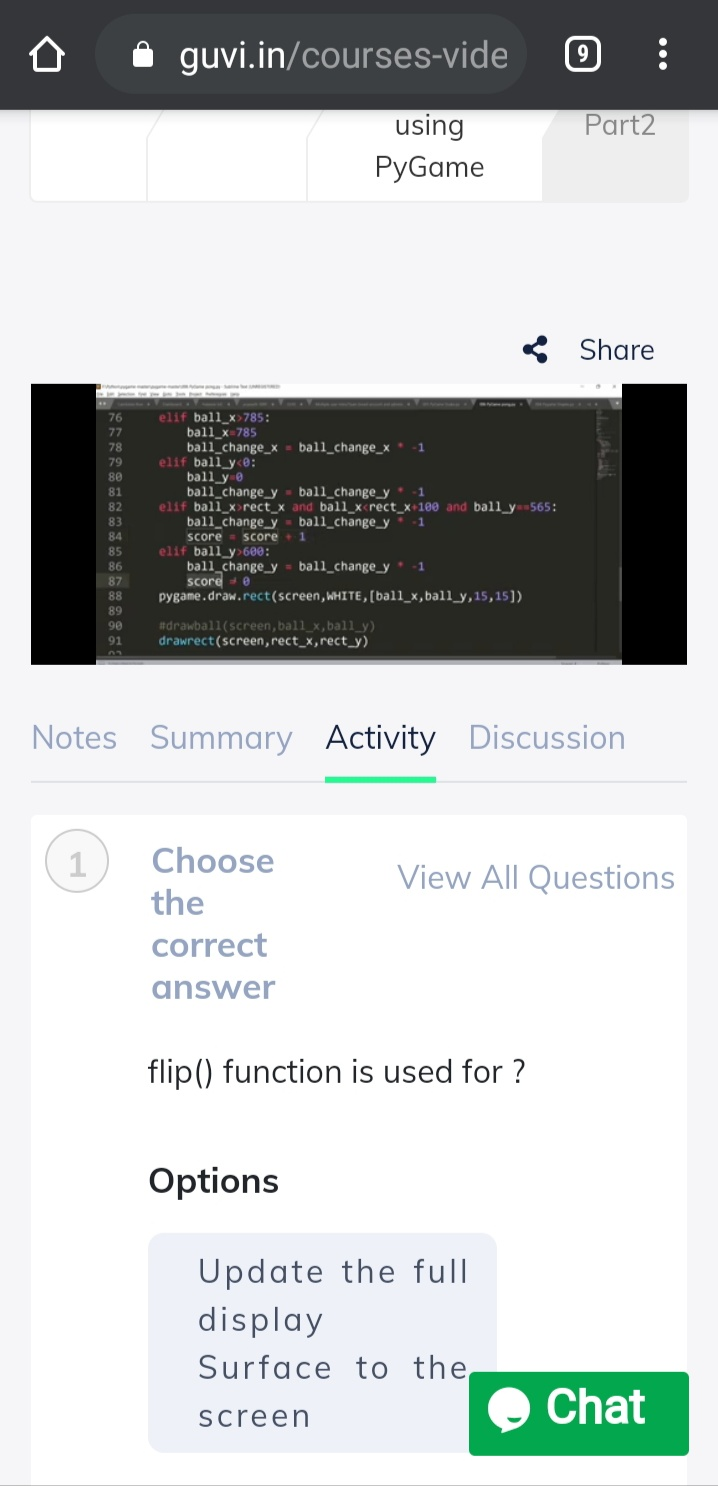 guvi.in/courses-vide
9
using
PyGame
Part2
Share
76 elif ball_x>785:
77 ball_x=785
78 ball_change_x = ball_change_x * -1
79 elif ball_y<0:
80 ball_y=0
81 ball_change_y = ball_change_y * -1
82 elif ball_x>rect_x and ball_x<rect_x+100 and ball_y==565:
83 ball_change_y = ball_change_y * -1
84 score = score + 1
85 elif ball_y>600:
86 ball_change_y = ball_change_y * -1
87 score = 0
88 pygame.draw.rect(screen,WHITE,[ball_x,ball_y,15,15])
89
90 #drawball(screen,ball_x,ball_y)
91 drawrect(screen,rect_x,rect_y)
Notes Summary Activity Discussion
1
Choose
the
correct
answer
View All Questions
flip() function is used for ?
Options
Update the full
display
Surface to the
screen
Chat